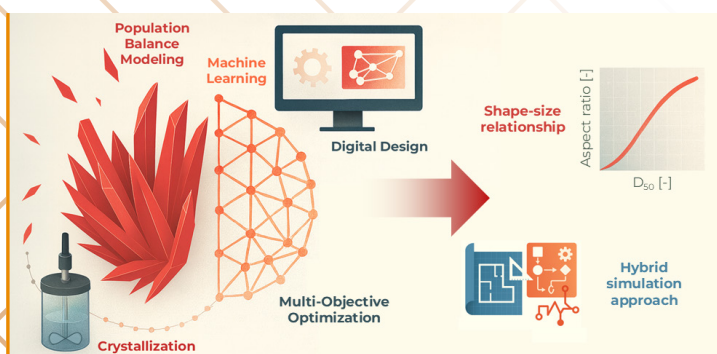 Population
Balance
Modeling
Machine
Learning
Digital Design
Shape-size
relationship
Aspect ratio [-]
D₅₀ [-]
Multi-Objective
Optimization
Hybrid
simulation
approach
Crystallization